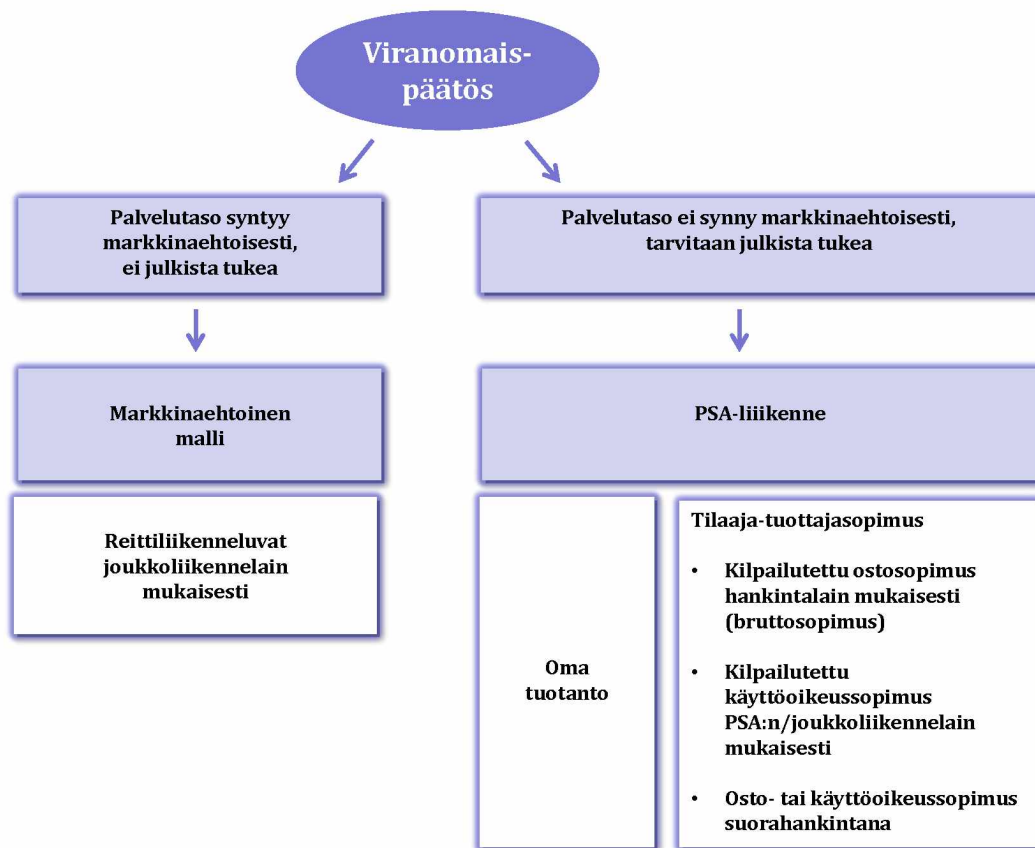 Viranomais-
päätös
Palvelutaso syntyy
markkinaehtoisesti,
ei julkista tukea
Palvelutaso ei synny markkinaehtoisesti,
tarvitaan julkista tukea
Markkinaehtoinen
malli
PSA-liiikenne
Reittiliikenneluvat
joukkoliikennelain
mukaisesti
Oma
tuotanto
Tilaaja-tuottajasopimus
• Kilpailutettu ostosopimus
hankintalain mukaisesti
(bruttosopimus)
• Kilpailutettu
käyttöoikeussopimus
PSA:n/joukkoliikennelain
mukaisesti
• Osto- tai käyttöoikeussopimus
suorahankintana